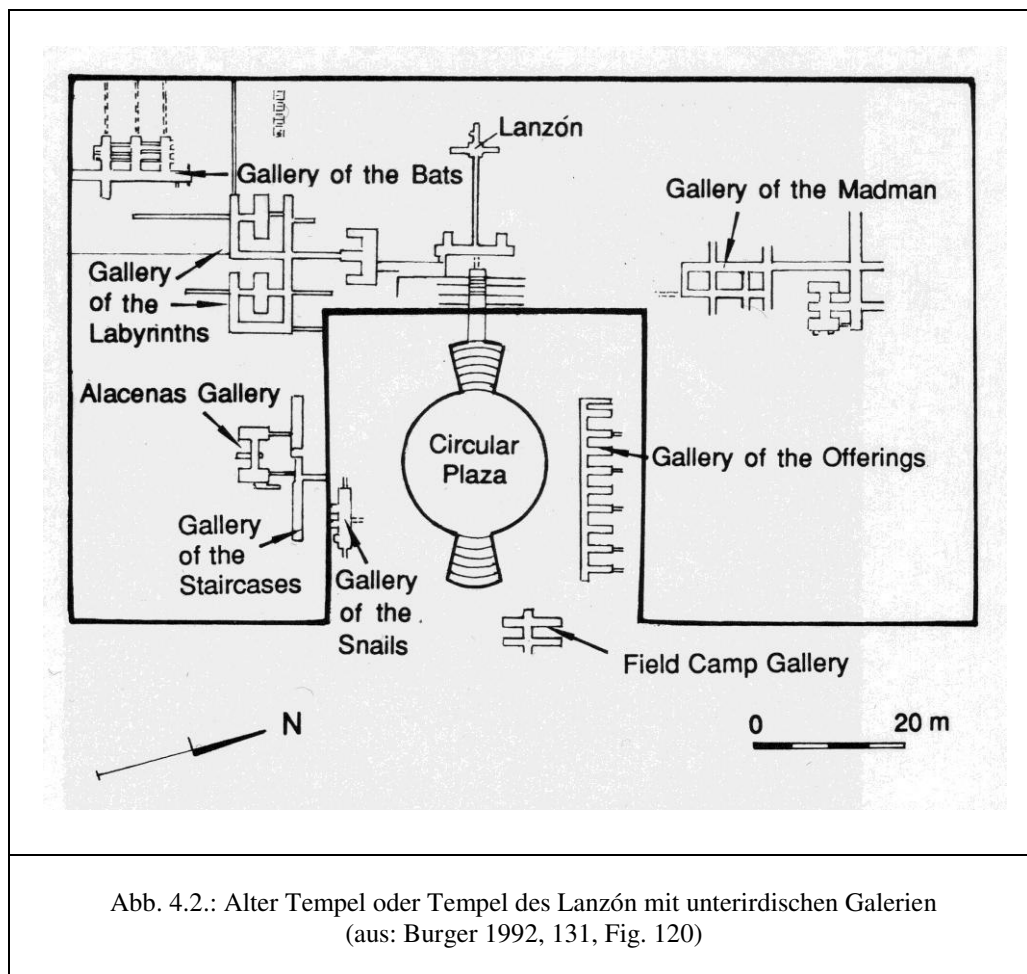 Lanzón
Gallery of the Bats
Gallery of the Madman
Gallery
of the
Labyrinths
Alacenas Gallery
Circular
Plaza
Gallery of the Offerings
Gallery
of the
Staircases
Gallery
of the
Snails
Field Camp Gallery
N
0 20 m
Abb. 4.2.: Alter Tempel oder Tempel des Lanzón mit unterirdischen Galerien
(aus: Burger 1992, 131, Fig. 120)